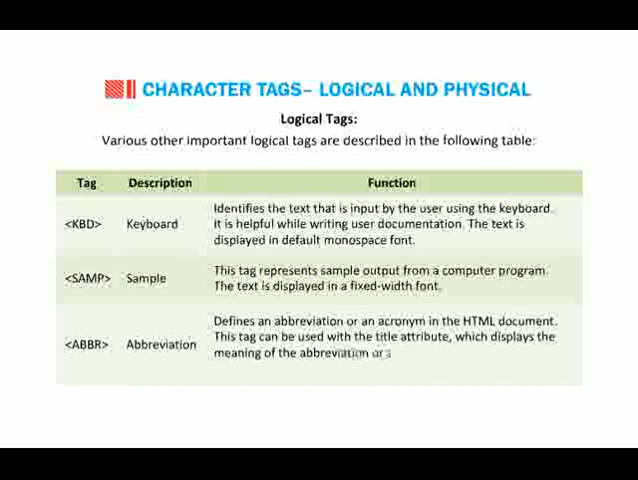 CHARACTER TAGS– LOGICAL AND PHYSICAL
Logical Tags:
Various other important logical tags are described in the following table:
Tag Description Function
<KBD> Keyboard Identifies the text that is input by the user using the keyboard.
It is helpful while writing user documentation. The text is
displayed in default monospace font.
<SAMP> Sample This tag represents sample output from a computer program.
The text is displayed in a fixed-width font.
<ABBR> Abbreviation Defines an abbreviation or an acronym in the HTML document.
This tag can be used with the title attribute, which displays the
meaning of the abbreviation or a